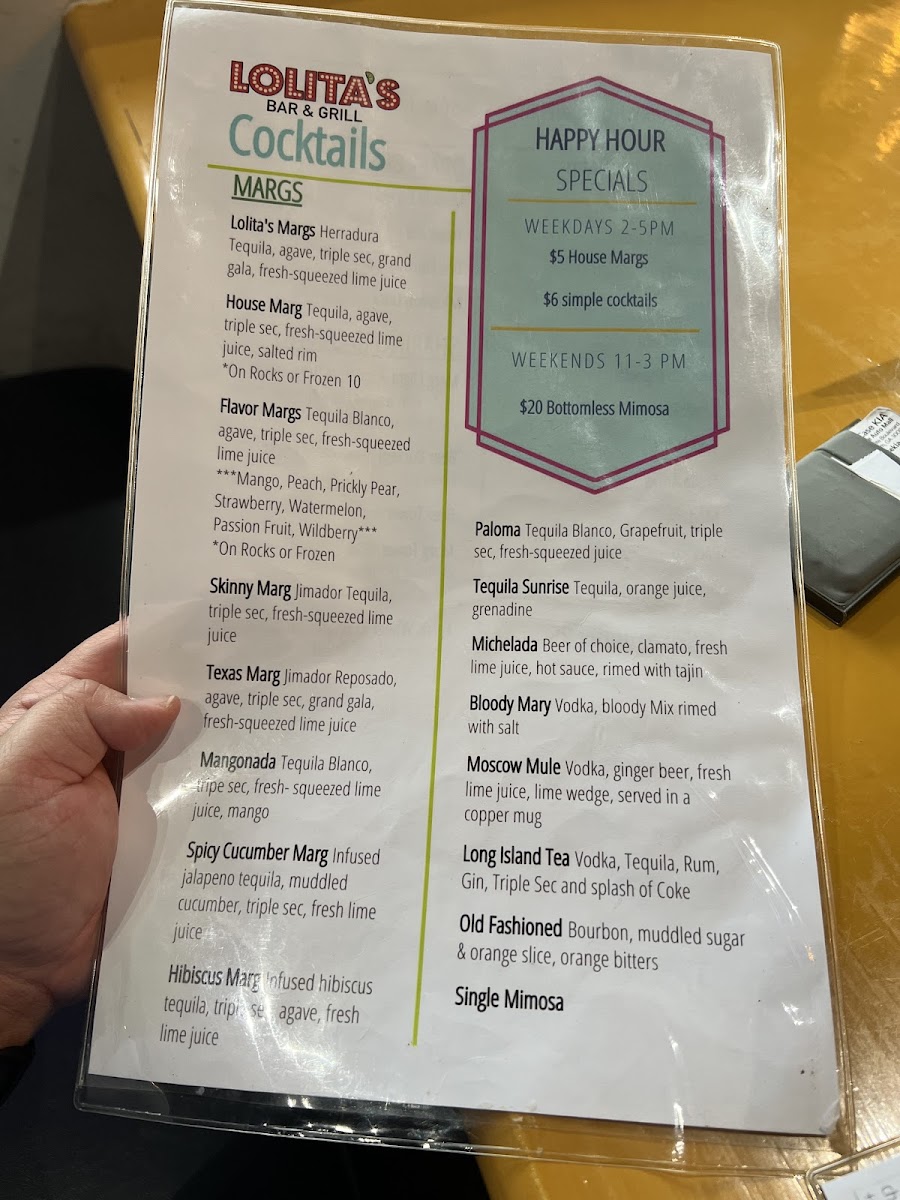 LOLITA'S
BAR & GRILL
Cocktails
MARGS
Lolita's Margs Herradura
Tequila, agave, triple sec, grand
gala, fresh-squeezed lime juice
House Marg Tequila, agave,
triple sec, fresh-squeezed lime
juice, salted rim
*On Rocks or Frozen 10
Flavor Margs Tequila Blanco,
agave, triple sec, fresh-squeezed
lime juice
***Mango, Peach, Prickly Pear,
Strawberry, Watermelon,
Passion Fruit, Wildberry***
*On Rocks or Frozen
Skinny Marg Jimador Tequila,
triple sec, fresh-squeezed lime
juice
Texas Marg Jimador Reposado,
agave, triple sec, grand gala,
fresh-squeezed lime juice
Mangonada Tequila Blanco,
tripe sec, fresh- squeezed lime
juice, mango
Spicy Cucumber Marg Infused
jalapeno tequila, muddled
cucumber, triple sec, fresh lime
juice
Hibiscus Marg Infused hibiscus
tequila, triple sec, agave, fresh
lime juice
HAPPY HOUR
SPECIALS
WEEKDAYS 2-5PM
$5 House Margs
$6 simple cocktails
WEEKENDS 11-3 PM
$20 Bottomless Mimosa
Paloma Tequila Blanco, Grapefruit, triple
sec, fresh-squeezed juice
Tequila Sunrise Tequila, orange juice,
grenadine
Michelada Beer of choice, clamato, fresh
lime juice, hot sauce, rimed with tajin
Bloody Mary Vodka, bloody Mix rimed
with salt
Moscow Mule Vodka, ginger beer, fresh
lime juice, lime wedge, served in a
copper mug
Long Island Tea Vodka, Tequila, Rum,
Gin, Triple Sec and splash of Coke
Old Fashioned Bourbon, muddled sugar
& orange slice, orange bitters
Single Mimosa
KIA
Auto Mall